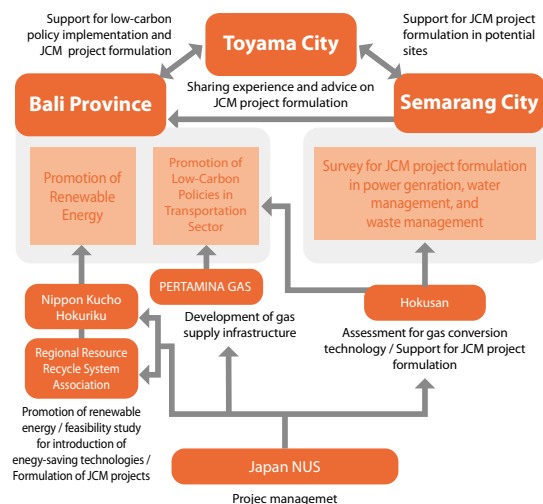 Support for low-carbon
policy implementation and
JCM project formulation
Toyama City
Support for JCM project
formulation in potential
sites
Bali Province
Sharing experience and advice on
JCM project formulation
Semarang City
Promotion of
Renewable
Energy
Promotion of
Low-Carbon
Policies in
Transportation
Sector
Survey for JCM project formulation
in power genration, water
management, and
waste management
Nippon Kucho
Hokuriku
PERTAMINA GAS
Hokusan
Development of gas
supply infrastructure
Assessment for gas conversion
technology / Support for JCM project
formulation
Regional Resource
Recycle System
Association
Promotion of renewable
energy / feasibility study
for introduction of
enegy-saving technologies /
Formulation of JCM projects
Japan NUS
Projec managemet